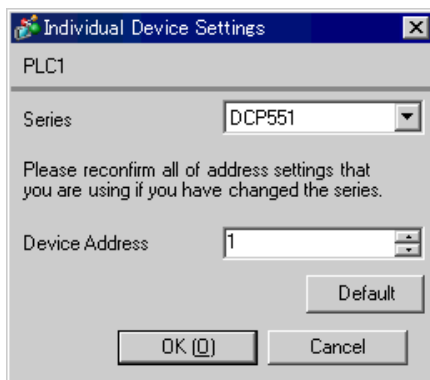 Individual Device Settings
PLC1
Series DCP551
Please reconfirm all of address settings that
you are using if you have changed the series.
Device Address 1
Default
OK (O) Cancel